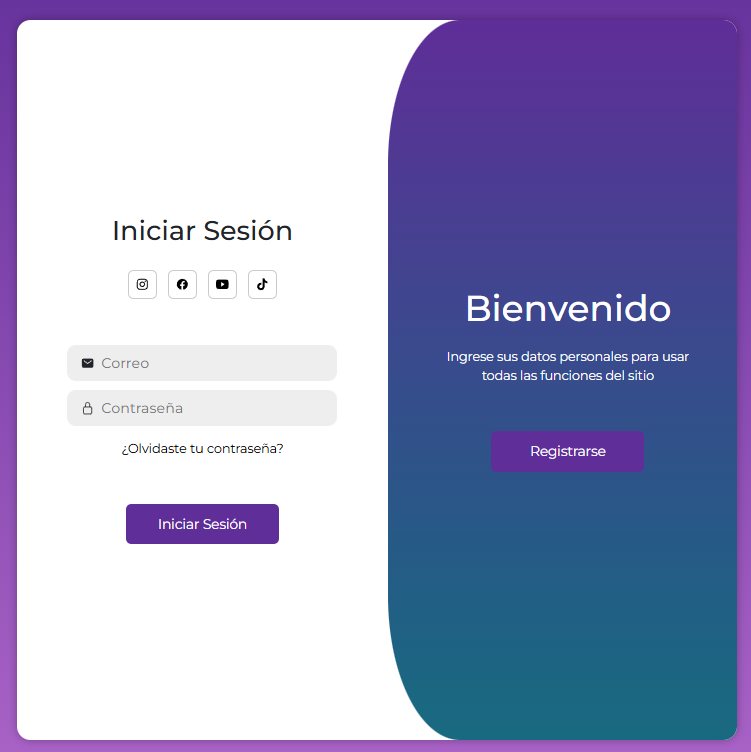 Iniciar Sesión
Correo
Contraseña
¿Olvidaste tu contraseña?
Iniciar Sesión
Bienvenido
Ingrese sus datos personales para usar
todas las funciones del sitio
Registrarse